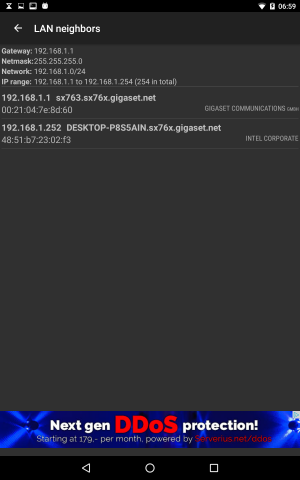 06:59
LAN neighbors
Gateway: 192.168.1.1
Netmask:255.255.255.0
Network: 192.168.1.0/24
IP range: 192.168.1.1 to 192.168.1.254 (254 in total)
192.168.1.1 sx763.sx76x.gigaset.net
00:21:04:7e:8d:60 GIGASET COMMUNICATIONS GMBH
192.168.1.252 DESKTOP-P8S5AIN.sx76x.gigaset.net
48:51:b7:23:02:f3 INTEL CORPORATE
Next gen DDoS protection!
Starting at 179,- per month, powered by Serverius.net/ddos